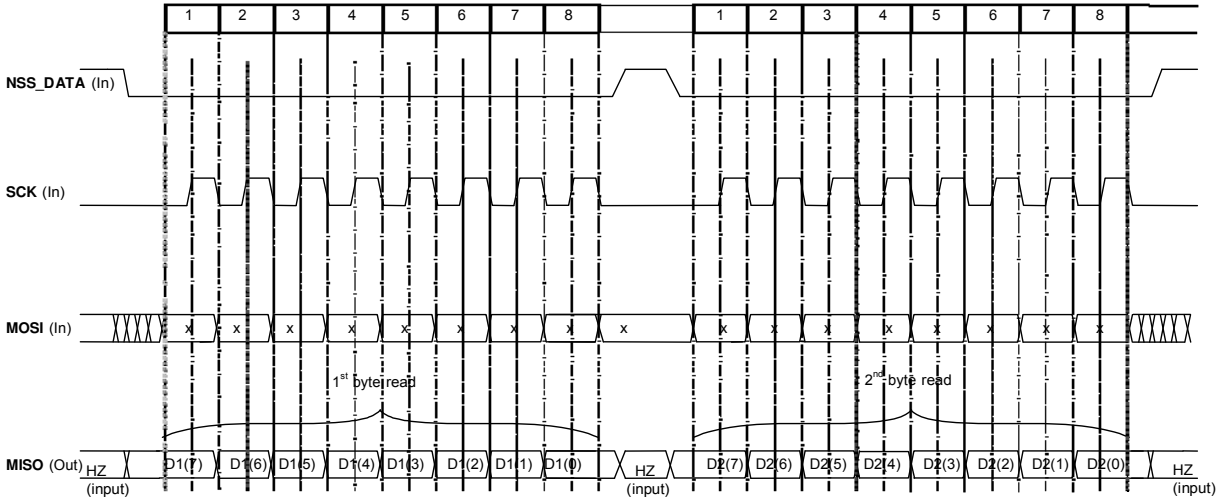 1 2 3 4 5 6 7 8 1 2 3 4 5 6 7 8
NSS_DATA (In)
SCK (In)
MOSI (In) x x x x x x x x x x x x x x x x x
1st byte read 2nd byte read
MISO (Out) HZ D1(7) D1(6) D1(5) D1(4) D1(3) D1(2) D1(1) D1(0) HZ D2(7) D2(6) D2(5) D2(4) D2(3) D2(2) D2(1) D2(0) HZ
(input) (input) (input)